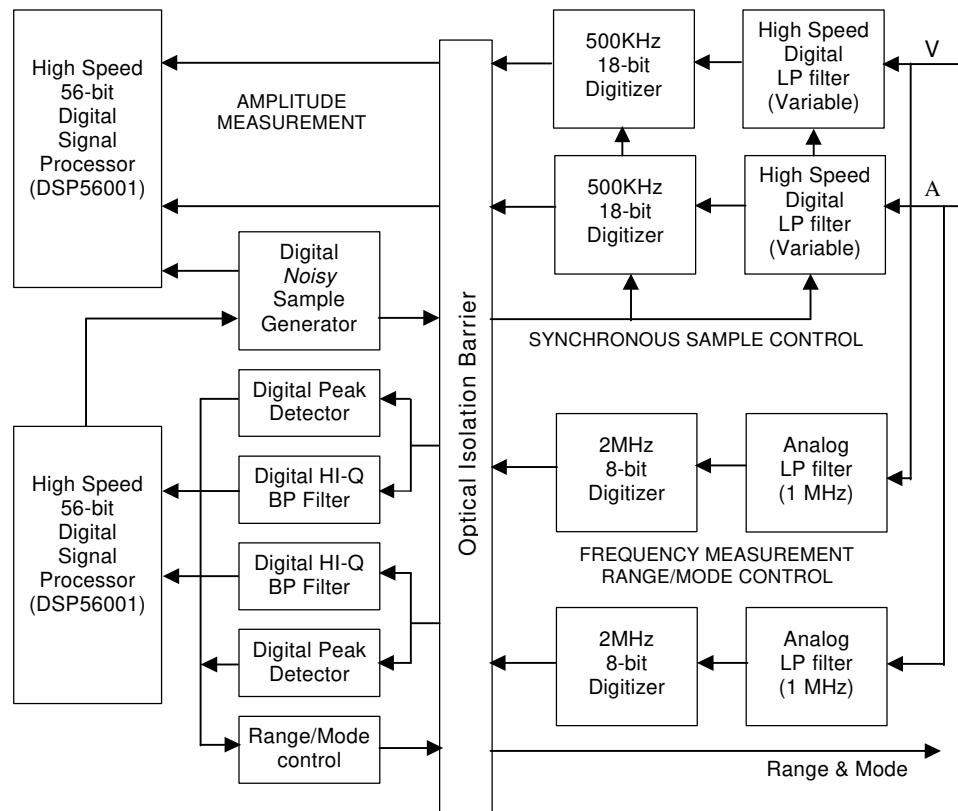 High Speed
56-bit
Digital
Signal
Processor
(DSP56001)
AMPLITUDE
MEASUREMENT
500KHz
18-bit
Digitizer
High Speed
Digital
LP filter
(Variable)
V
500KHz
18-bit
Digitizer
High Speed
Digital
LP filter
(Variable)
A
Digital
Noisy
Sample
Generator
Optical Isolation Barrier
SYNCHRONOUS SAMPLE CONTROL
Digital Peak
Detector
High Speed
56-bit
Digital
Signal
Processor
(DSP56001)
Digital HI-Q
BP Filter
2MHz
8-bit
Digitizer
Analog
LP filter
(1 MHz)
Digital HI-Q
BP Filter
FREQUENCY MEASUREMENT
RANGE/MODE CONTROL
Digital Peak
Detector
2MHz
8-bit
Digitizer
Analog
LP filter
(1 MHz)
Range/Mode
control
Range & Mode